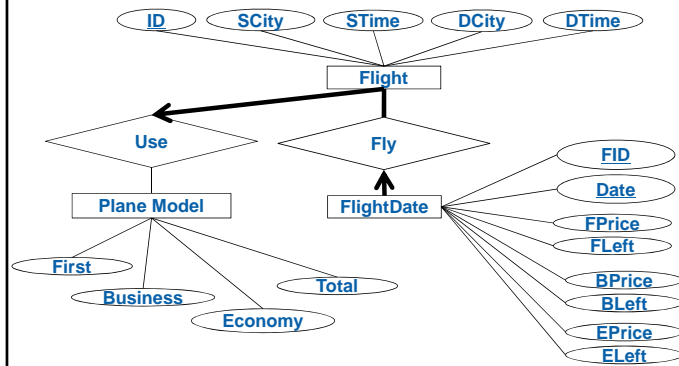 ID SCity STime DCity DTime
Flight
Use Fly
FID
Date
Plane Model FlightDate
FPrice
FLeft
First Total
BPrice
Business
BLeft
Economy
EPrice
ELeft